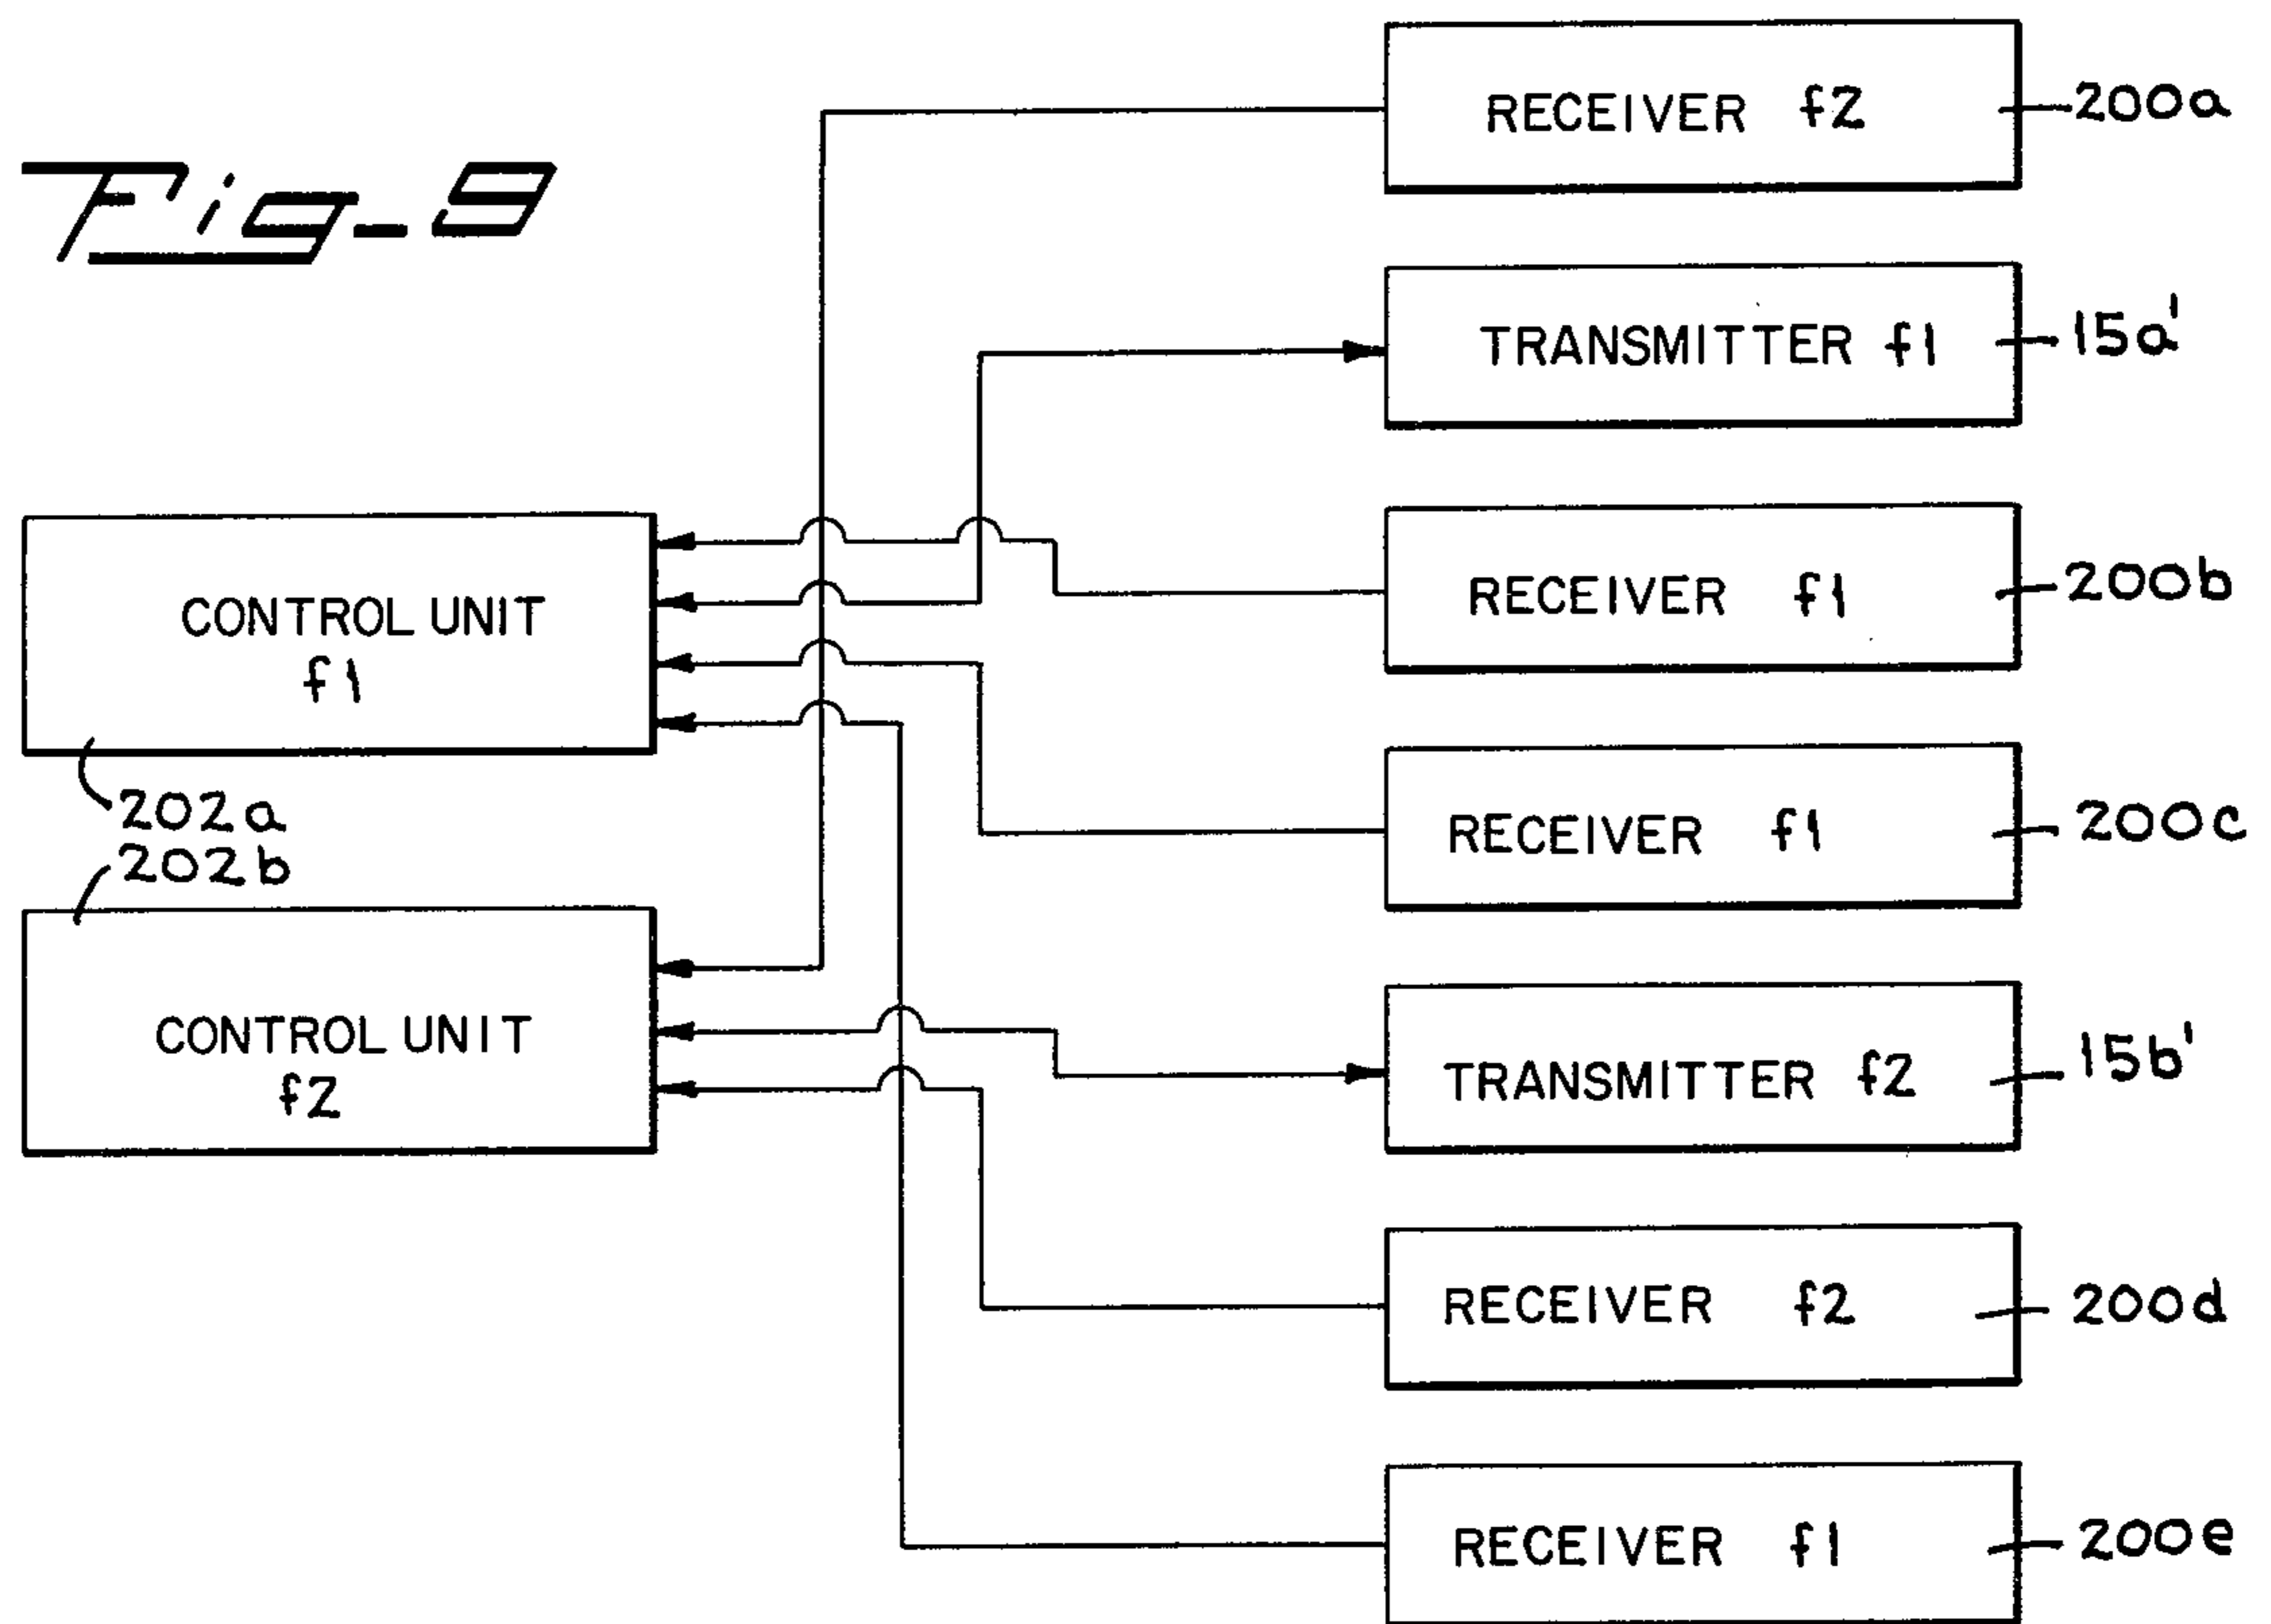 Fig-9
RECEIVER f2
200a
TRANSMITTER f1
15a'
RECEIVER f1
200b
CONTROL UNIT
f1
202a
RECEIVER f1
200c
202b
CONTROL UNIT
f2
TRANSMITTER f2
15b'
RECEIVER f2
200d
RECEIVER f1
200e